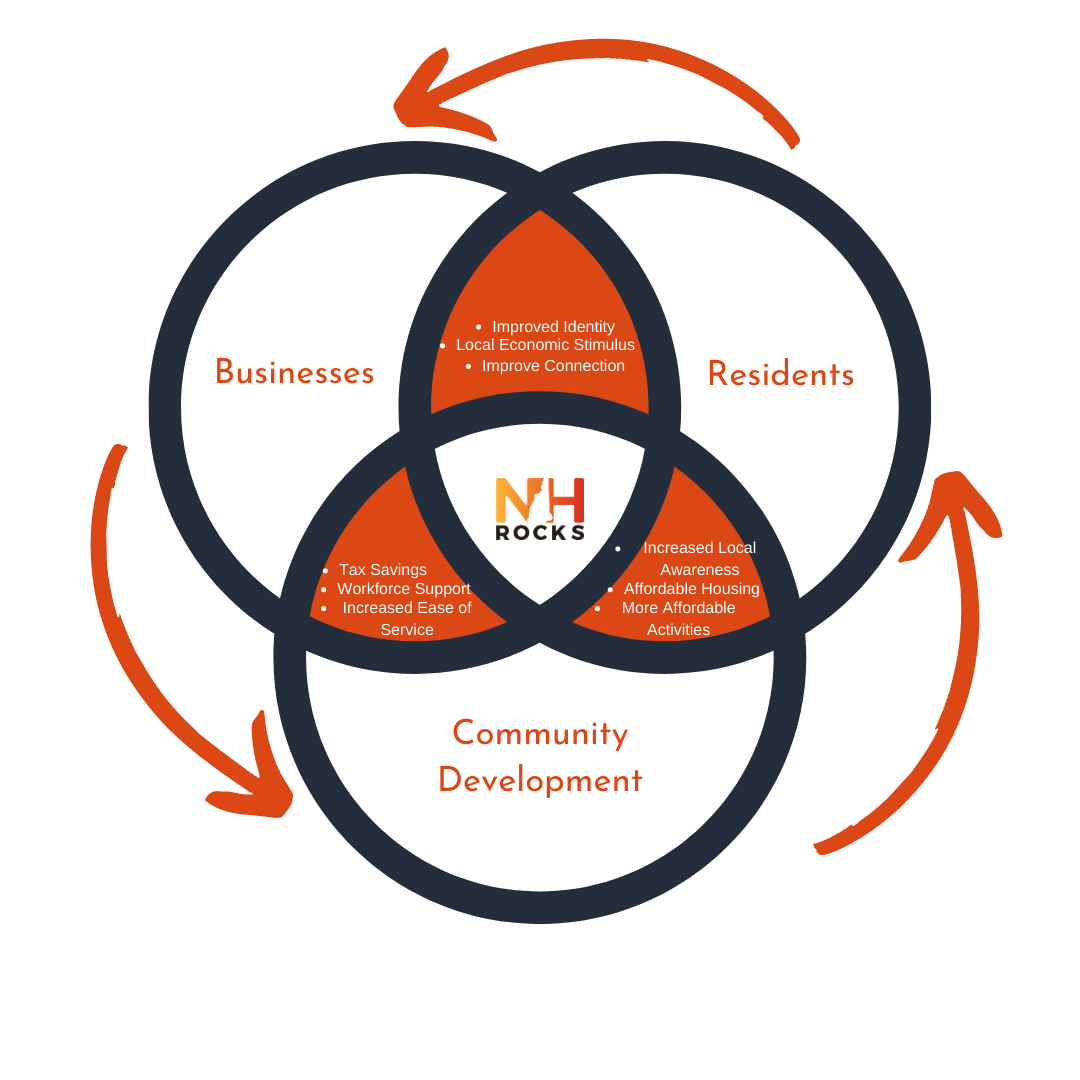 Improved Identity
Local Economic Stimulus
Improve Connection
Businesses
Residents
NH
ROCKS
Tax Savings
Workforce Support
Increased Ease of
Service
Increased Local
Awareness
Affordable Housing
More Affordable
Activities
Community
Development